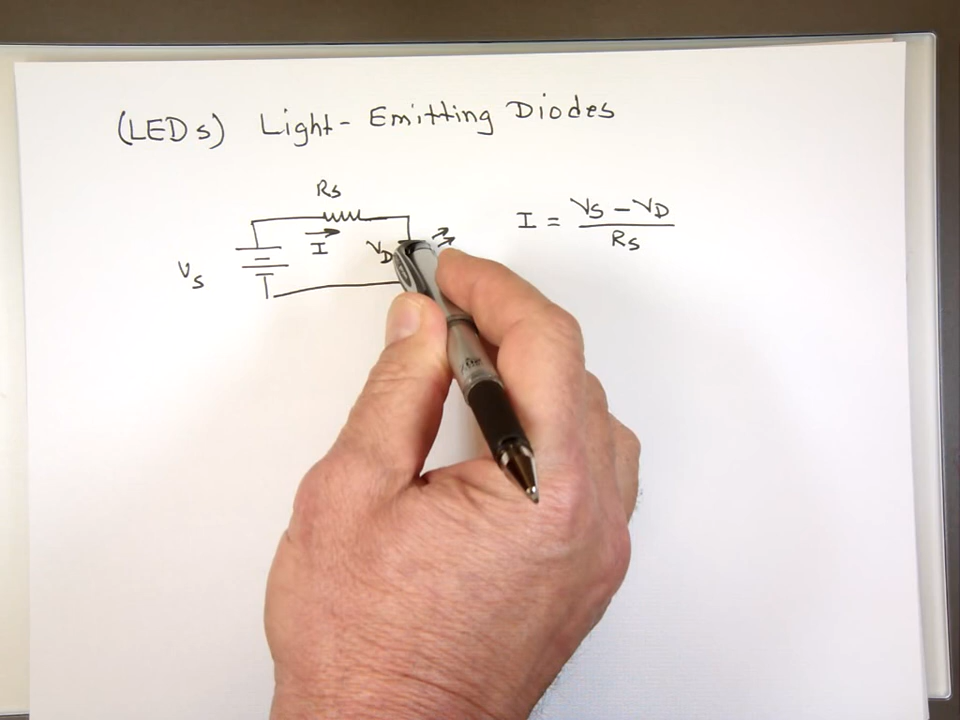 (LEDs) Light-Emitting Diodes
Rs
I
VD
VS
I = VS - VD
RS